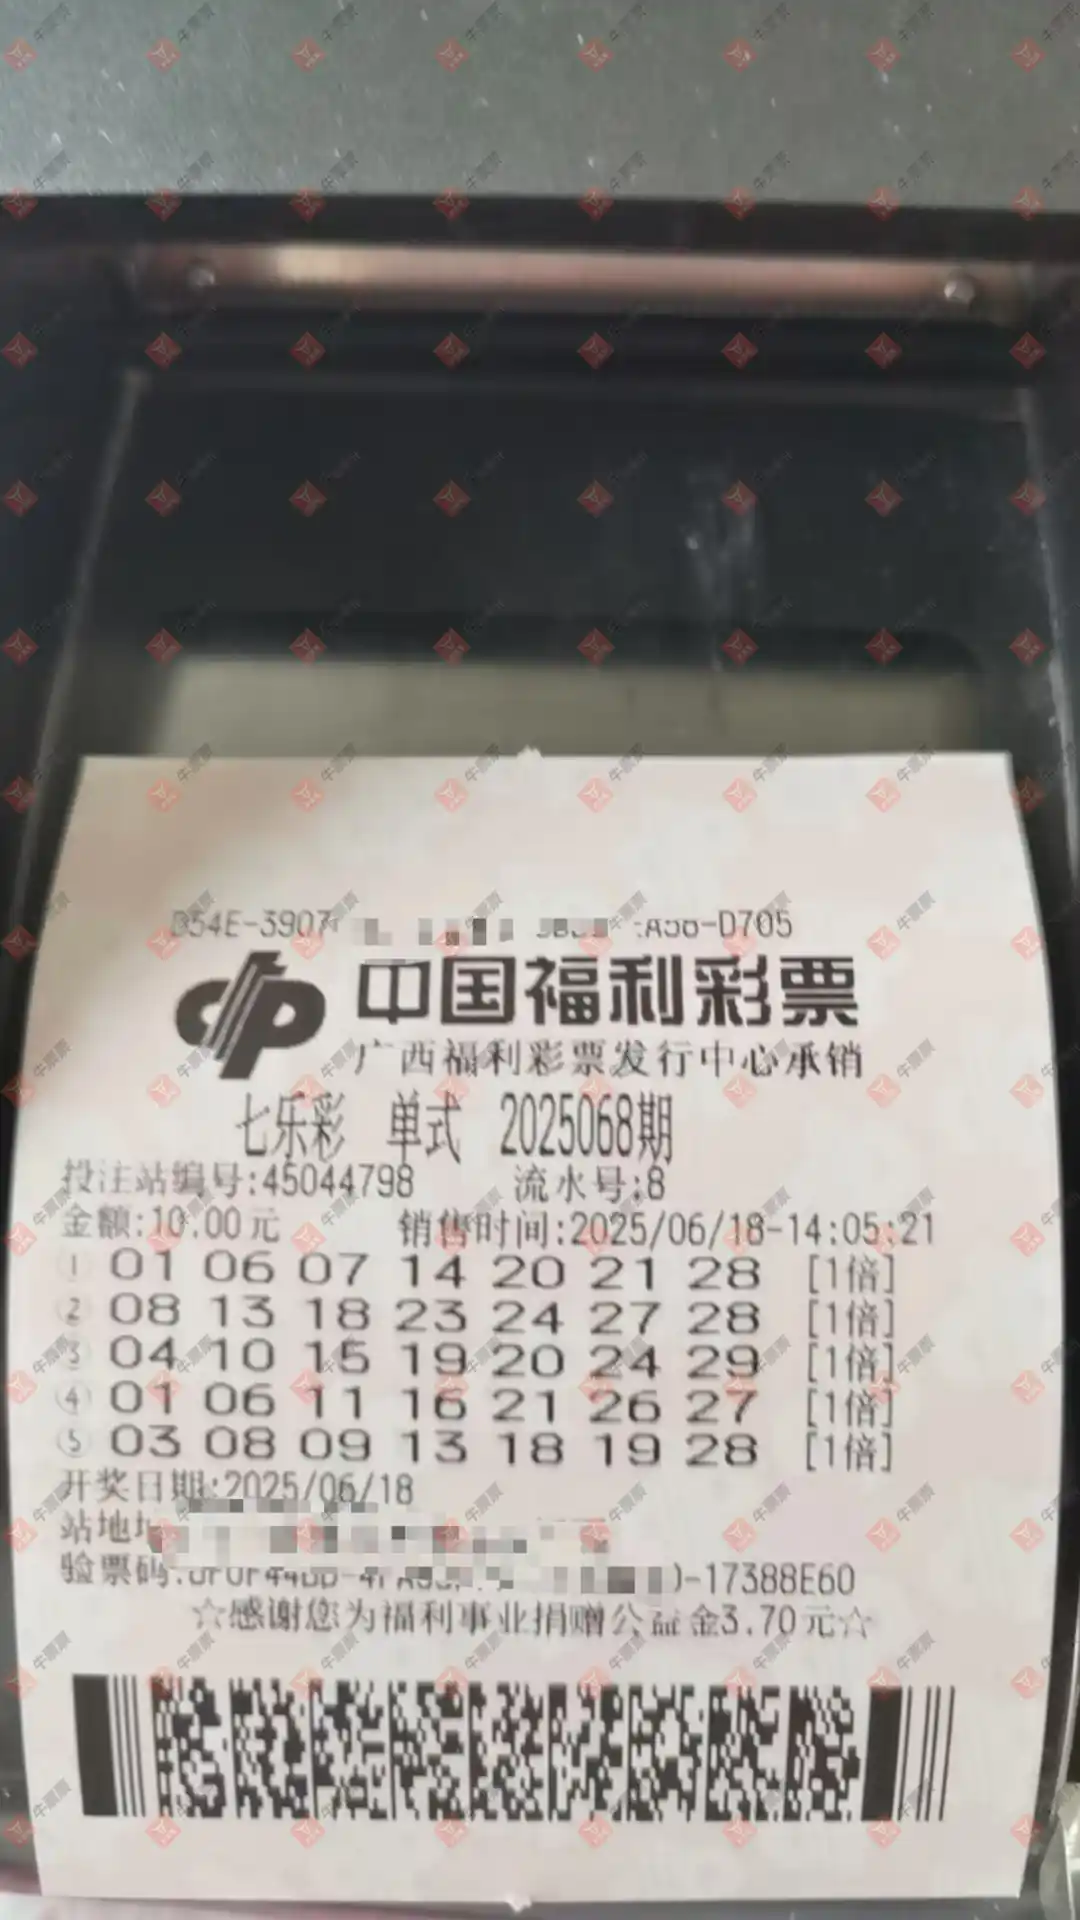 D54E-3907 D705
中国福利彩票
广西福利彩票发行中心承销
七乐彩 单式 2025068期
投注站编号:45044798 流水号:8
金额:10.00元 销售时间:2025/06/18-14:05:21
① 01 06 07 14 20 21 28 [1倍]
② 08 13 18 23 24 27 28 [1倍]
③ 04 10 15 19 20 24 29 [1倍]
④ 01 06 11 16 21 26 27 [1倍]
⑤ 03 08 09 13 18 19 28 [1倍]
开奖日期:2025/06/18
站地址
验票码: -17388E60
☆感谢您为福利事业捐赠公益金3.70元☆
牛票票